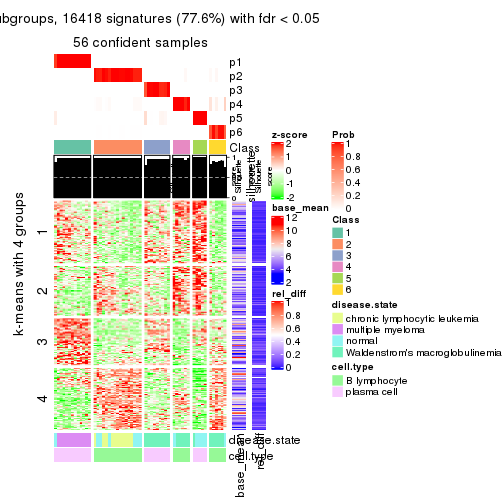 bgroups, 16418 signatures (77.6%) with fdr < 0.05
56 confident samples
p1
p2
p3
p4
p5
p6
Class
silhouette
k-means with 4 groups
1
2
3
4
base_mean
rel_diff
disease.state
cell.type
z-score
2
1
0
-1
-2
base_mean
12
10
8
6
4
2
rel_diff
1
0.8
0.6
0.4
0.2
0
Prob
1
0.8
0.6
0.4
0.2
0
Class
1
2
3
4
5
6
disease.state
chronic lymphocytic leukemia
multiple myeloma
normal
Waldenstrom's macroglobulinemia
cell.type
B lymphocyte
plasma cell